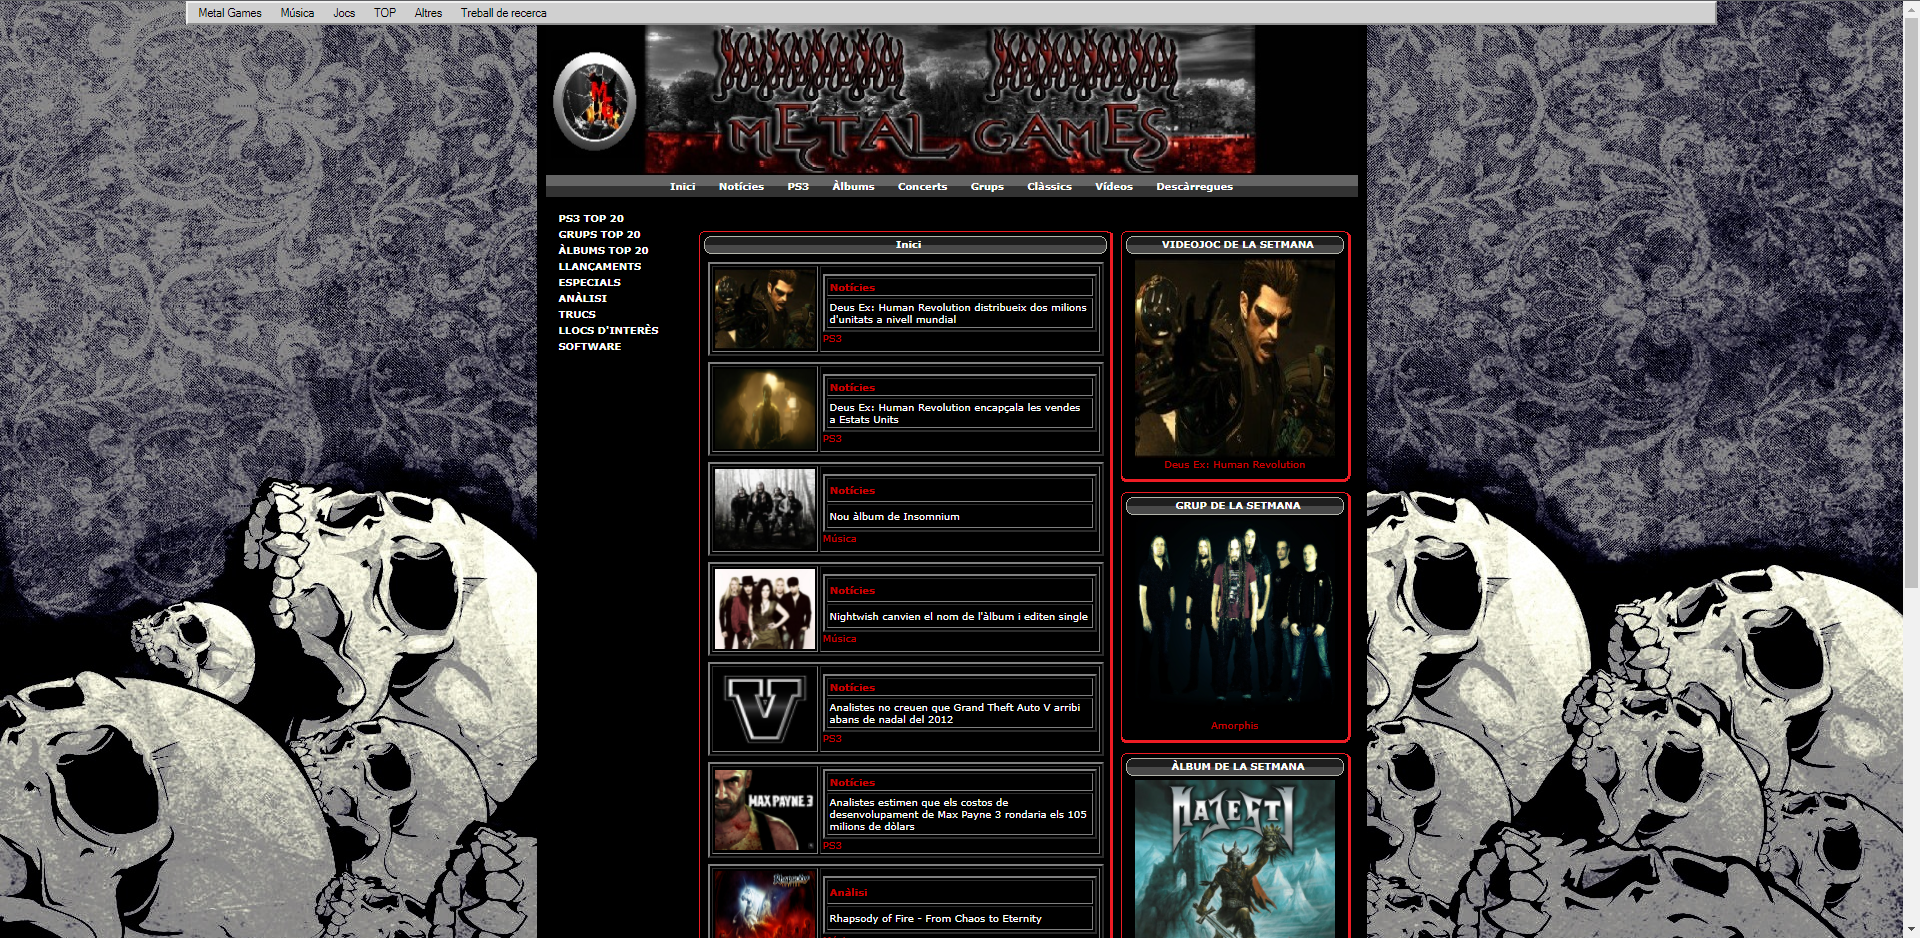 Metal Games Música Jocs TOP Altres Treball de recerca
METAL GAMES
Inici Notícies PS3 Àlbums Concerts Grups Clàssics Vídeos Descàrregues
PS3 TOP 20
GRUPS TOP 20
ÀLBUMS TOP 20
LLANÇAMENTS
ESPECIALS
ANÀLISI
TRUCS
LLOCS D'INTERÈS
SOFTWARE
Inici
Notícies
Deus Ex: Human Revolution distribueix dos milions
d'unitats a nivell mundial
PS3
Notícies
Deus Ex: Human Revolution encapçala les vendes
a Estats Units
PS3
Notícies
Nou àlbum de Insomnium
Música
Notícies
Nightwish canvien el nom de l'àlbum i editen single
Música
V
Notícies
Analistes no creuen que Grand Theft Auto V arribi
abans de nadal del 2012
PS3
MAX PAYNE 3
Notícies
Analistes estimen que els costos de
desenvolupament de Max Payne 3 rondaria els 105
milions de dòlars
PS3
Rhapsody
Anàlisi
Rhapsody of Fire - From Chaos to Eternity
VIDEOJOC DE LA SETMANA
Deus Ex: Human Revolution
GRUP DE LA SETMANA
Amorphis
ÀLBUM DE LA SETMANA
MAJESTI